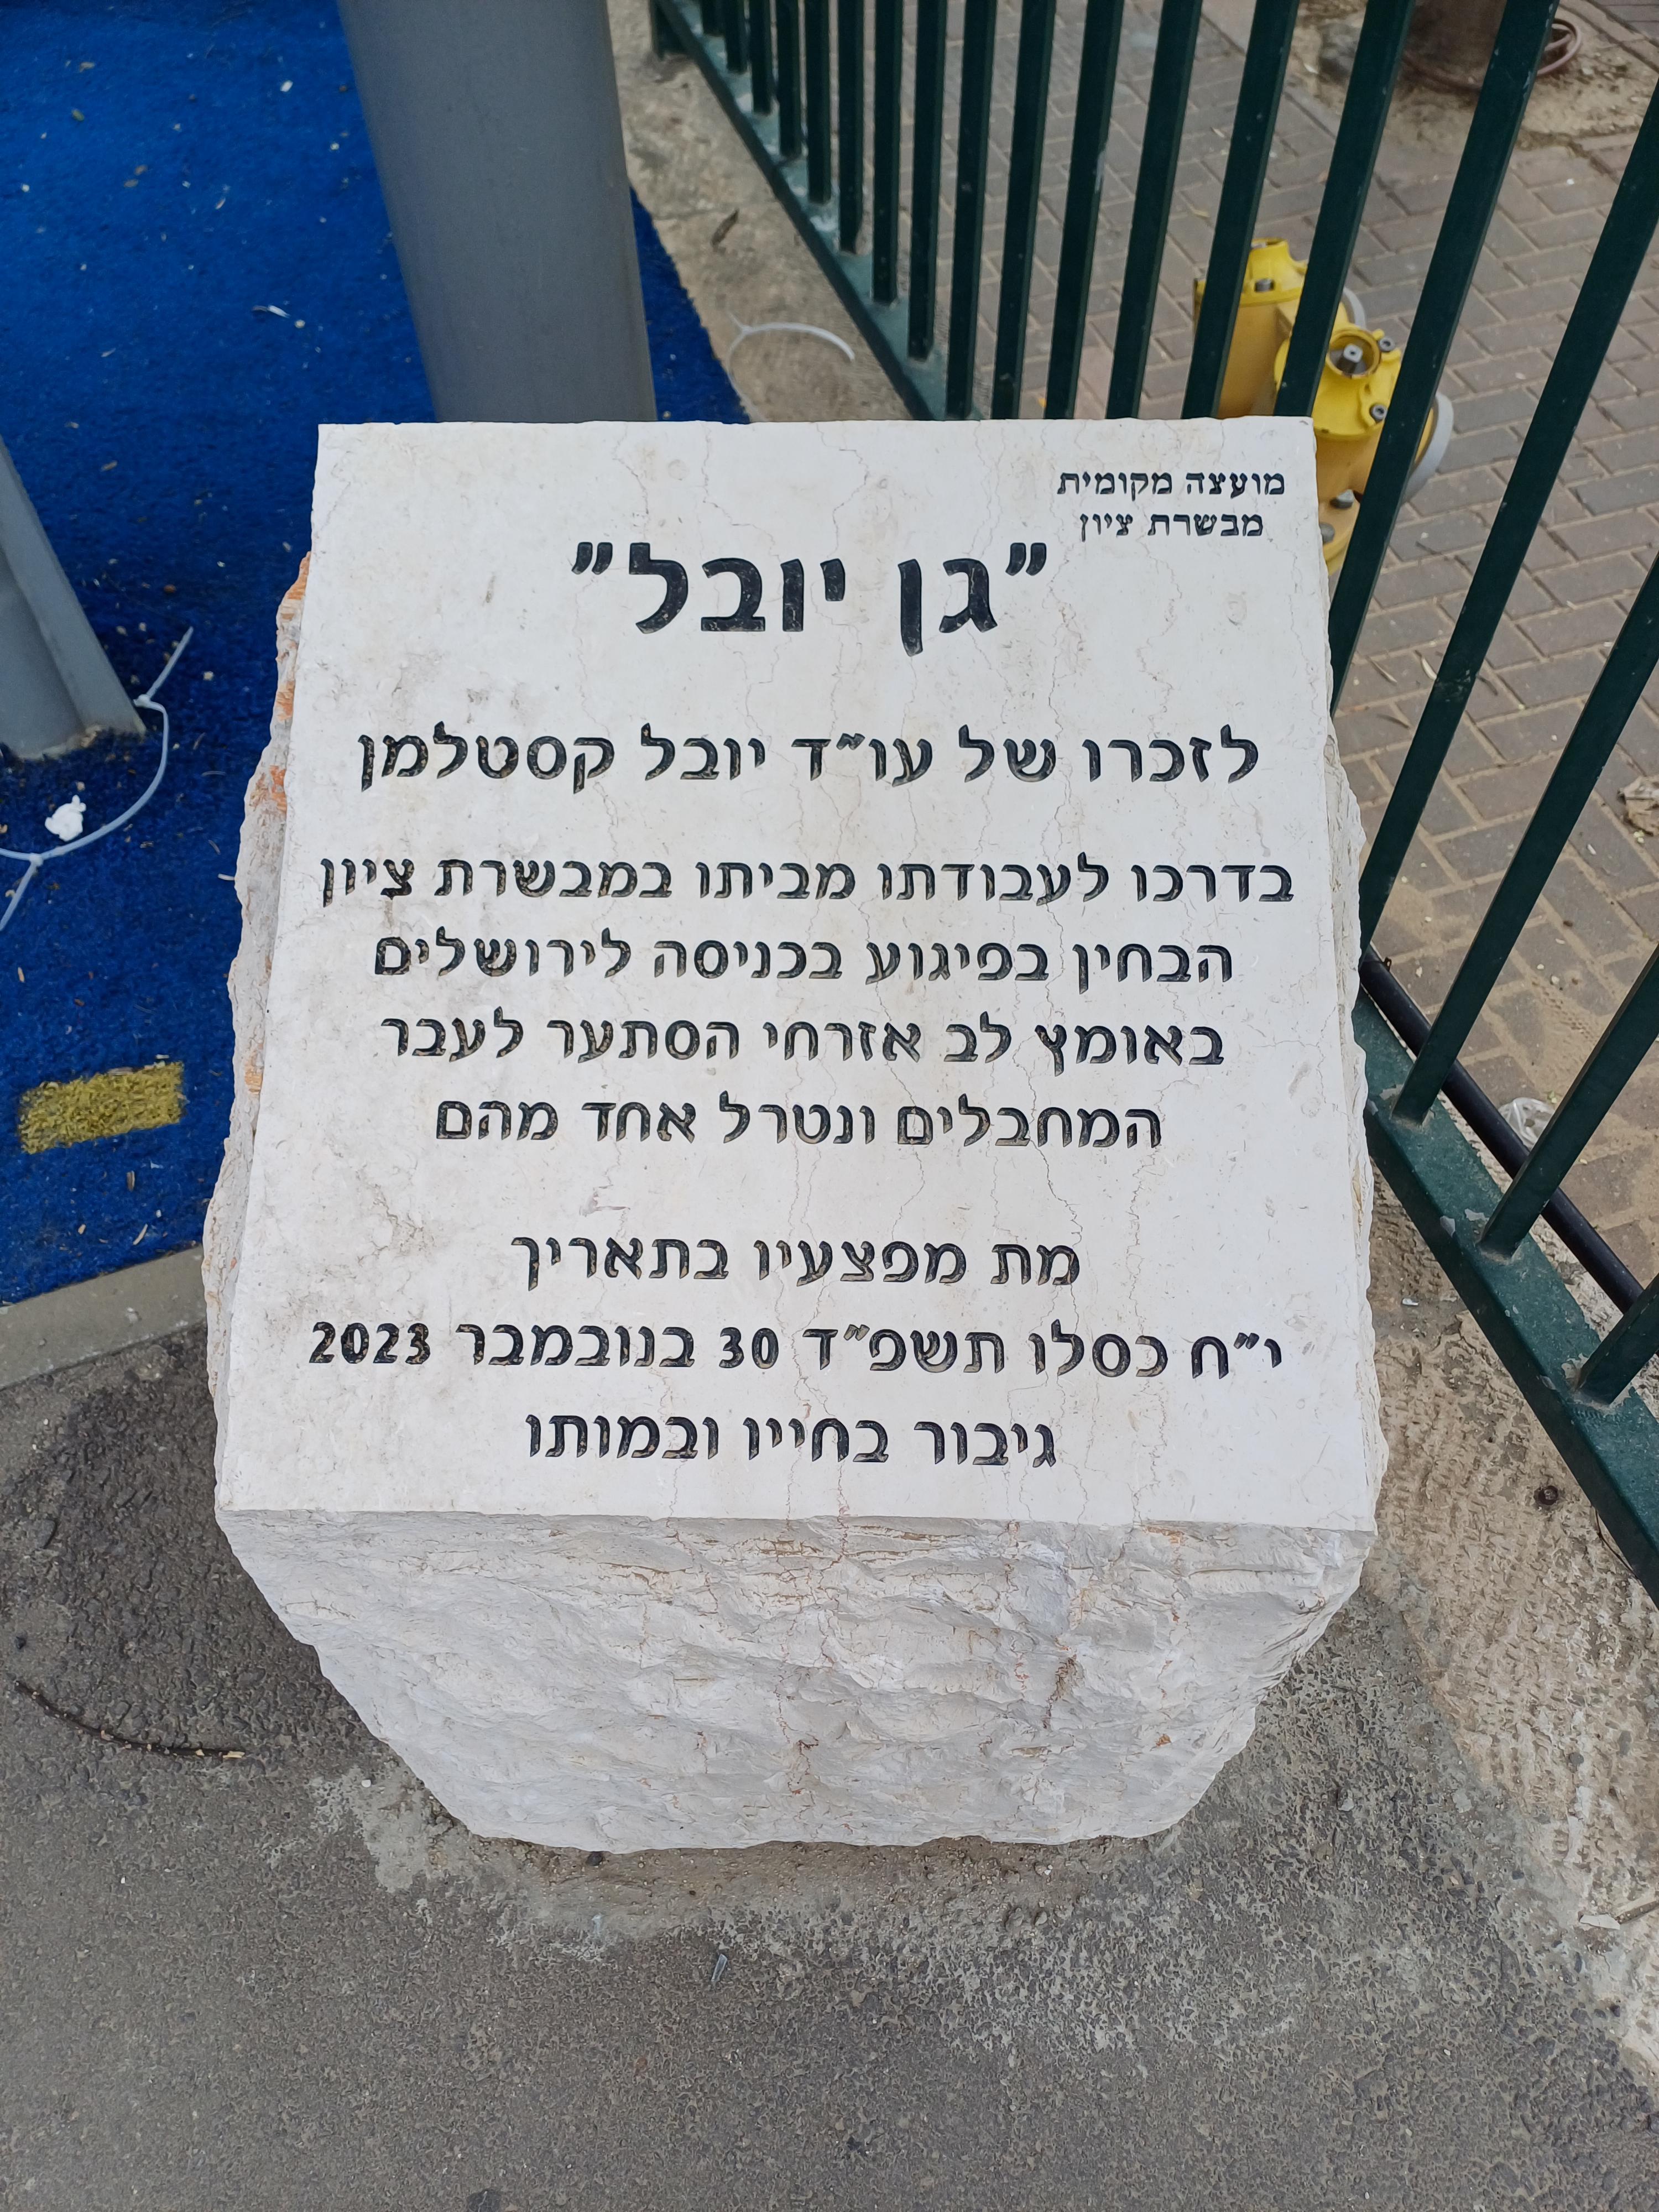 מועצה מקומית
מבשרת ציון
"גן יובל"
לזכרו של עו"ד יובל קסטלמן
בדרכו לעבודתו מביתו במבשרת ציון
הבחין בפיגוע בכניסה לירושלים
באומץ לב אזרחי הסתער לעבר
המחבלים ונטרל אחד מהם
מת מפצעיו בתאריך
י"ח כסלו תשפ"ד 30 בנובמבר 2023
גיבור בחייו ובמותו